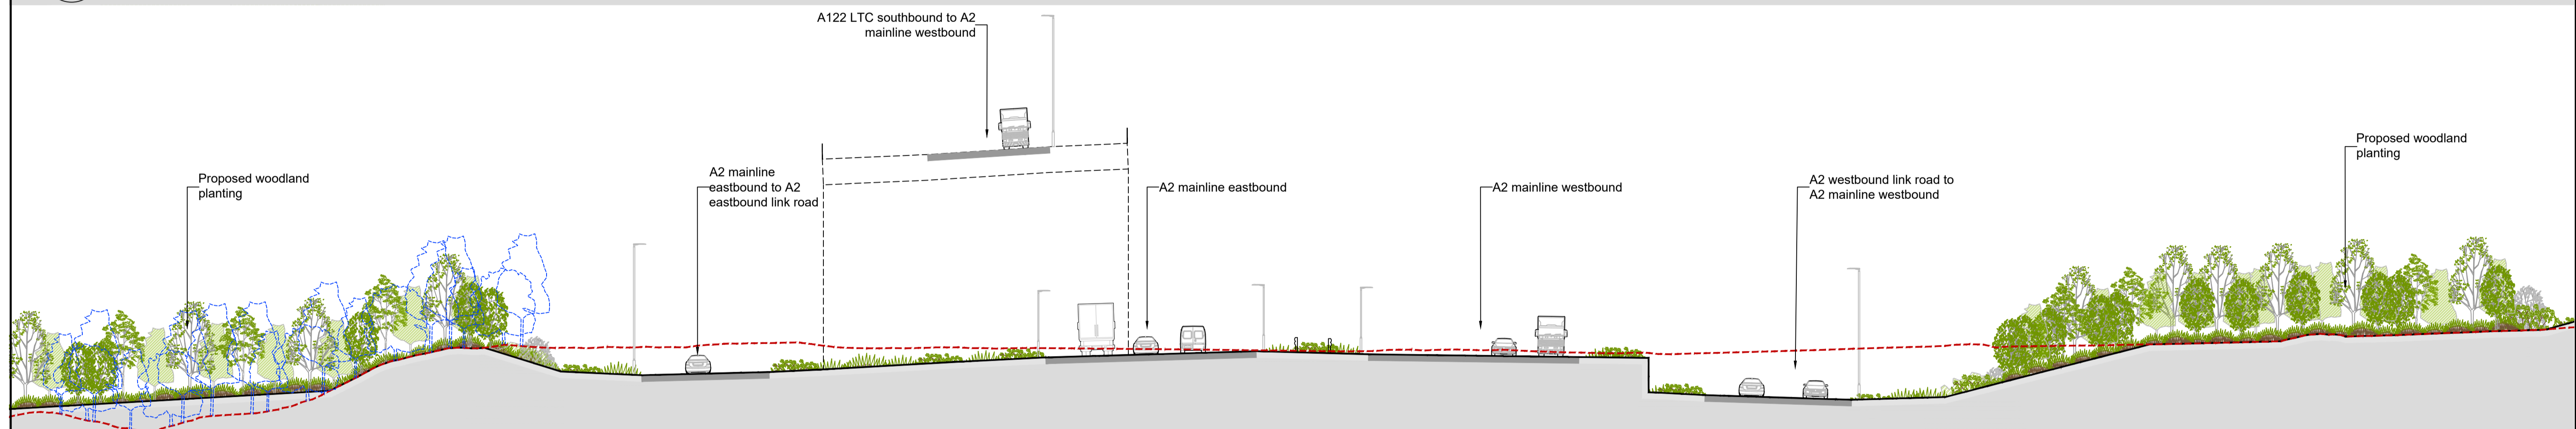 A122 LTC southbound to A2
mainline westbound
Proposed woodland
planting
A2 mainline
eastbound to A2
eastbound link road
A2 mainline eastbound
A2 mainline westbound
A2 westbound link road to
A2 mainline westbound
Proposed woodland
planting